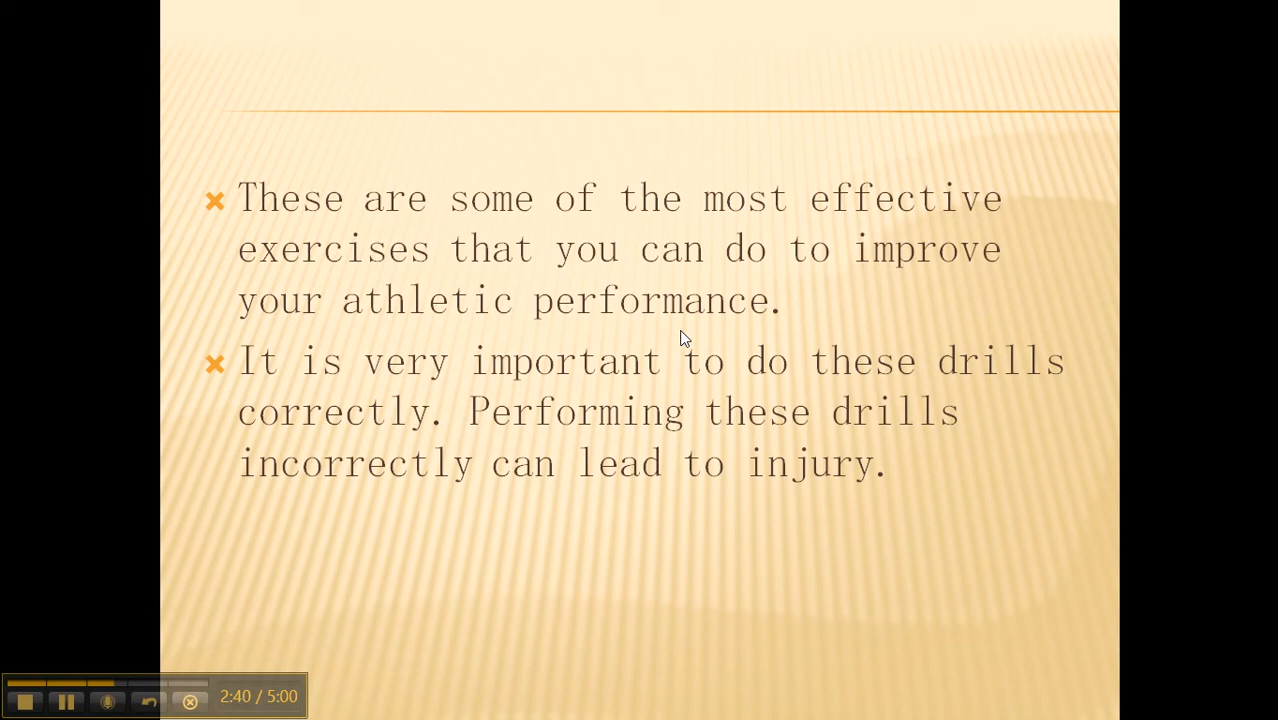 These are some of the most effective
exercises that you can do to improve
your athletic performance.
It is very important to do these drills
correctly. Performing these drills
incorrectly can lead to injury.
2:40 / 5:00